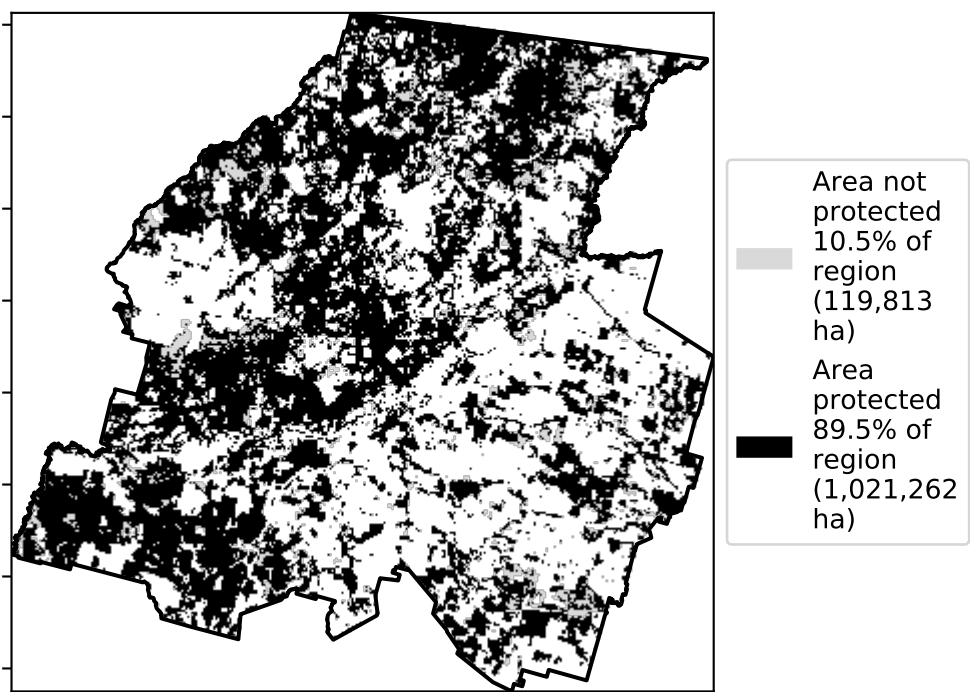 Area not
protected
10.5% of
region
(119,813
ha)
Area
protected
89.5% of
region
(1,021,262
ha)